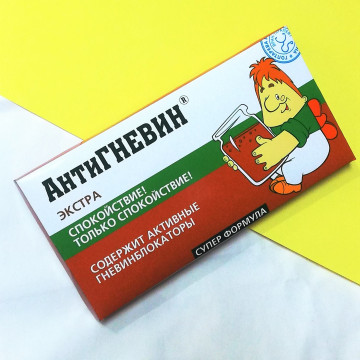 АНТИГНЕВИН®
ЭКСТРА
СПОКОЙСТВИЕ!
ТОЛЬКО СПОКОЙСТВИЕ!
СОДЕРЖИТ АКТИВНЫЕ
ГНЕВИНБЛОКАТОРЫ
СУПЕР ФОРМУЛА